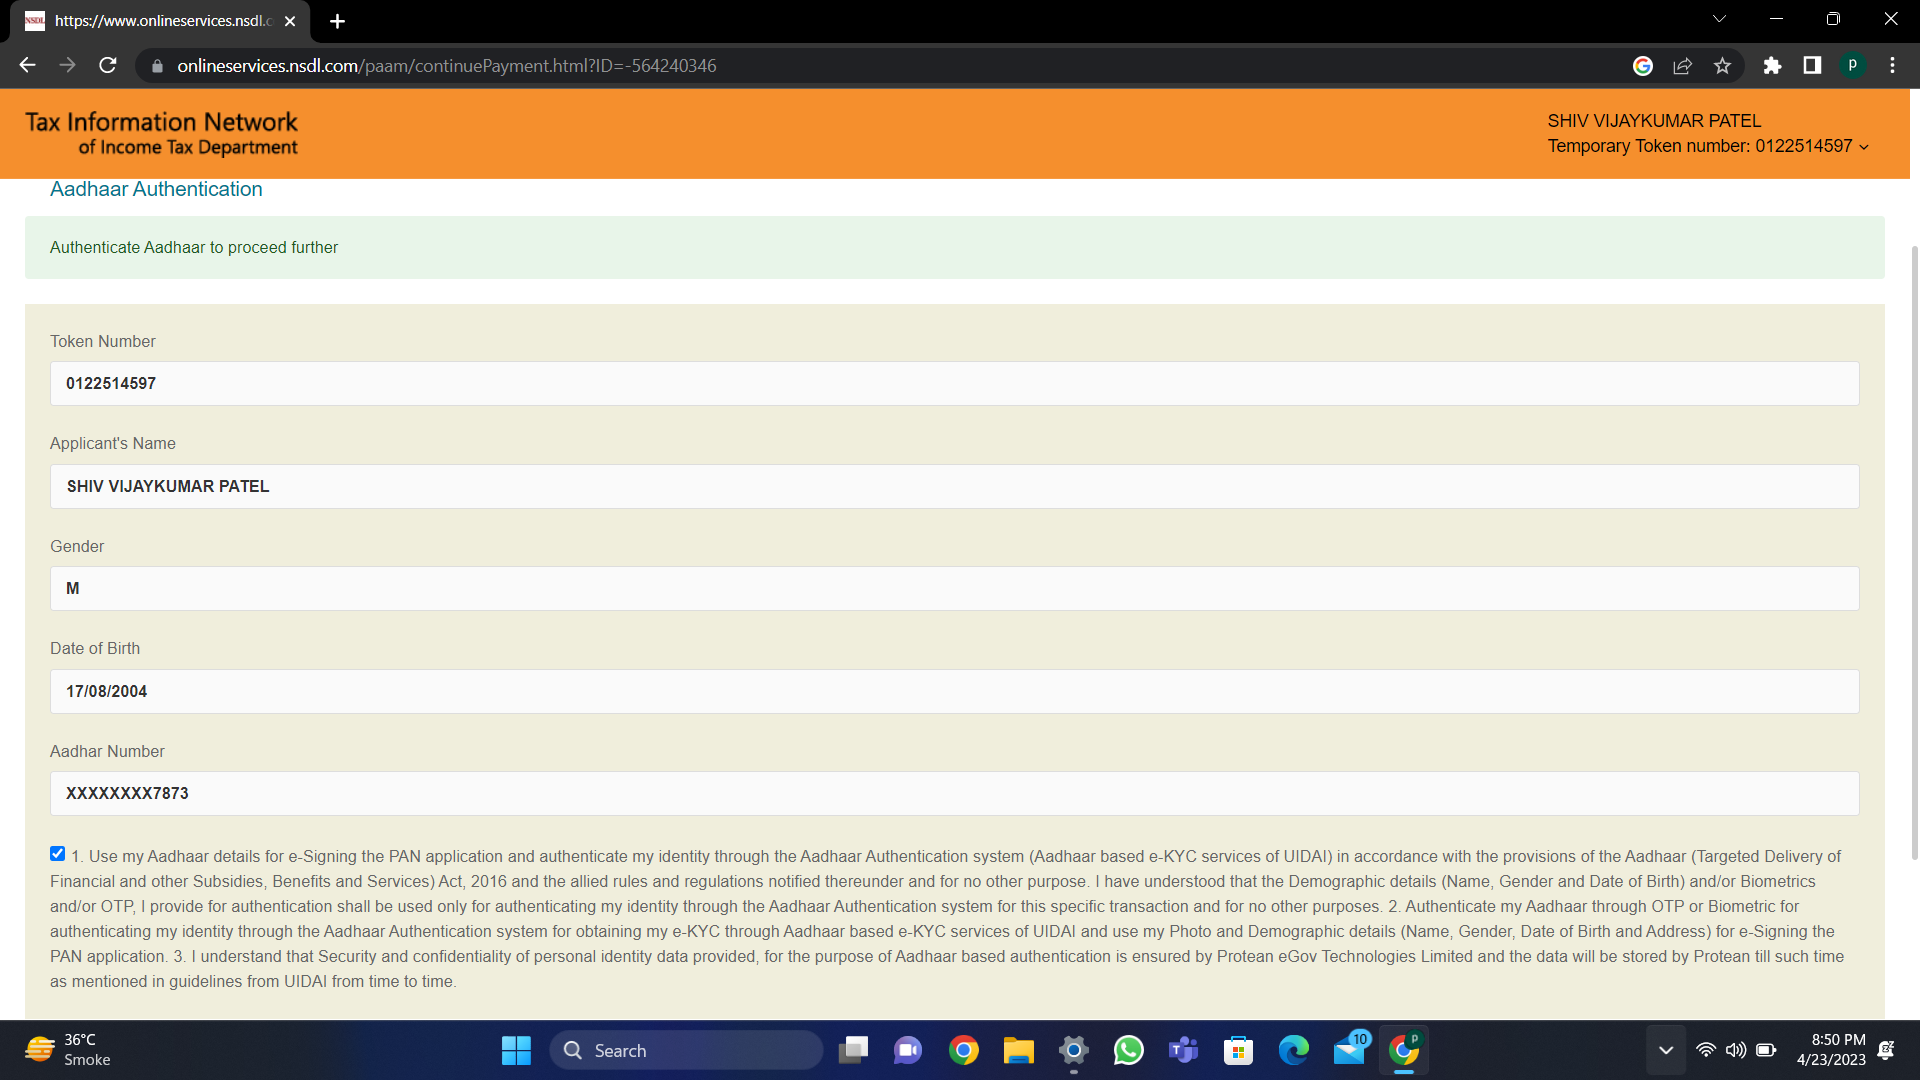 https://www.onlineservices.nsdl.c
onlineservices.nsdl.com/paam/continuePayment.html?ID=-564240346
P
Tax Information Network
of Income Tax Department
SHIV VIJAYKUMAR PATEL
Temporary Token number: 0122514597
Aadhaar Authentication
Authenticate Aadhaar to proceed further
Token Number
0122514597
Applicant's Name
SHIV VIJAYKUMAR PATEL
Gender
M
Date of Birth
17/08/2004
Aadhar Number
XXXXXXXX7873
1. Use my Aadhaar details for e-Signing the PAN application and authenticate my identity through the Aadhaar Authentication system (Aadhaar based e-KYC services of UIDAI) in accordance with the provisions of the Aadhaar (Targeted Delivery of
Financial and other Subsidies, Benefits and Services) Act, 2016 and the allied rules and regulations notified thereunder and for no other purpose. I have understood that the Demographic details (Name, Gender and Date of Birth) and/or Biometrics
and/or OTP, I provide for authentication shall be used only for authenticating my identity through the Aadhaar Authentication system for this specific transaction and for no other purposes. 2. Authenticate my Aadhaar through OTP or Biometric for
authenticating my identity through the Aadhaar Authentication system for obtaining my e-KYC through Aadhaar based e-KYC services of UIDAI and use my Photo and Demographic details (Name, Gender, Date of Birth and Address) for e-Signing the
PAN application. 3. I understand that Security and confidentiality of personal identity data provided, for the purpose of Aadhaar based authentication is ensured by Protean eGov Technologies Limited and the data will be stored by Protean till such time
as mentioned in guidelines from UIDAI from time to time.
36°C
Smoke
Search
10
P
8:50 PM
4/23/2023